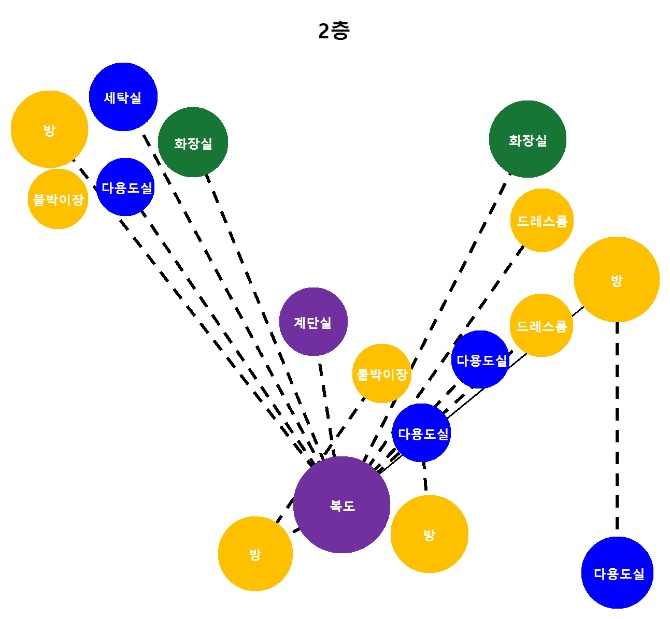 2층
세탁실
방
화장실
화장실
다용도실
붙박이장
드레스룸
방
계단실
드레스룸
다용도실
붙박이장
다용도실
복도
방
방
다용도실